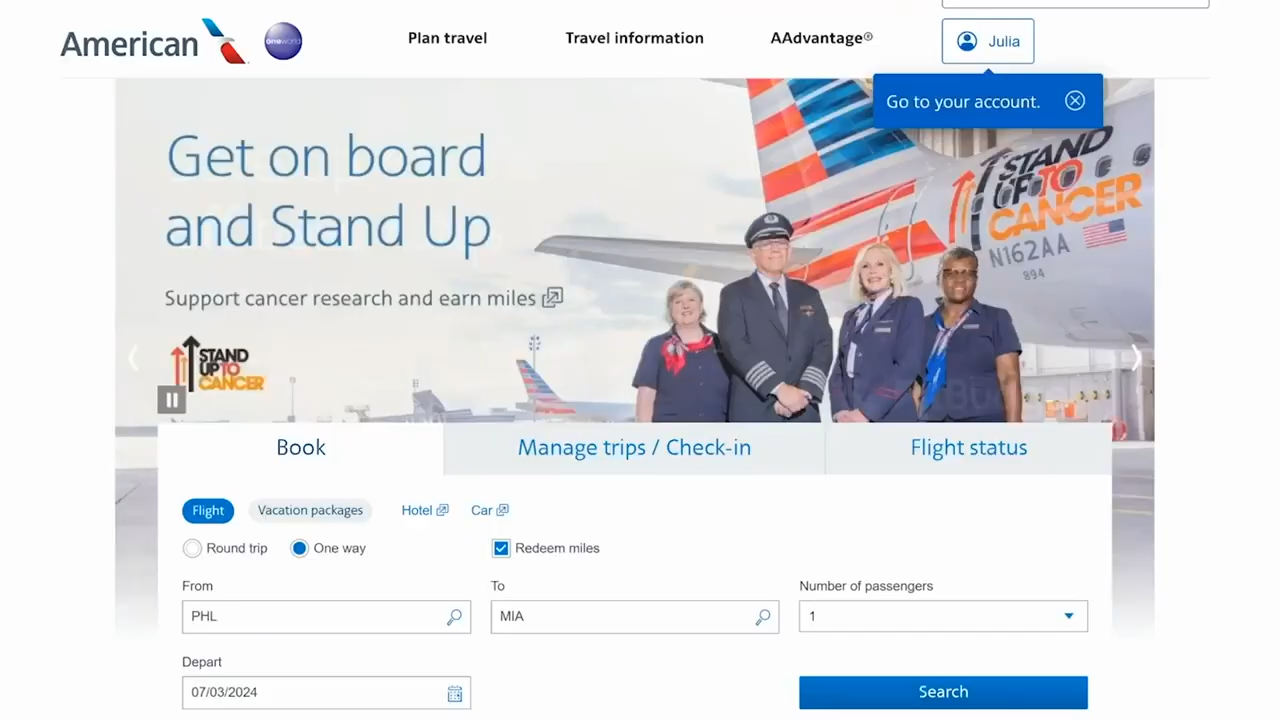 American
oneworld
Plan travel
Travel information
AAdvantage®
Julia
Go to your account.
Get on board
and Stand Up
Support cancer research and earn miles
STAND
UP TO
CANCER
STAND
UP TO
CANCER
N162AA
894
Book
Manage trips / Check-in
Flight status
Flight
Vacation packages
Hotel
Car
Round trip
One way
Redeem miles
From
To
Number of passengers
PHL
MIA
1
Depart
07/03/2024
Search